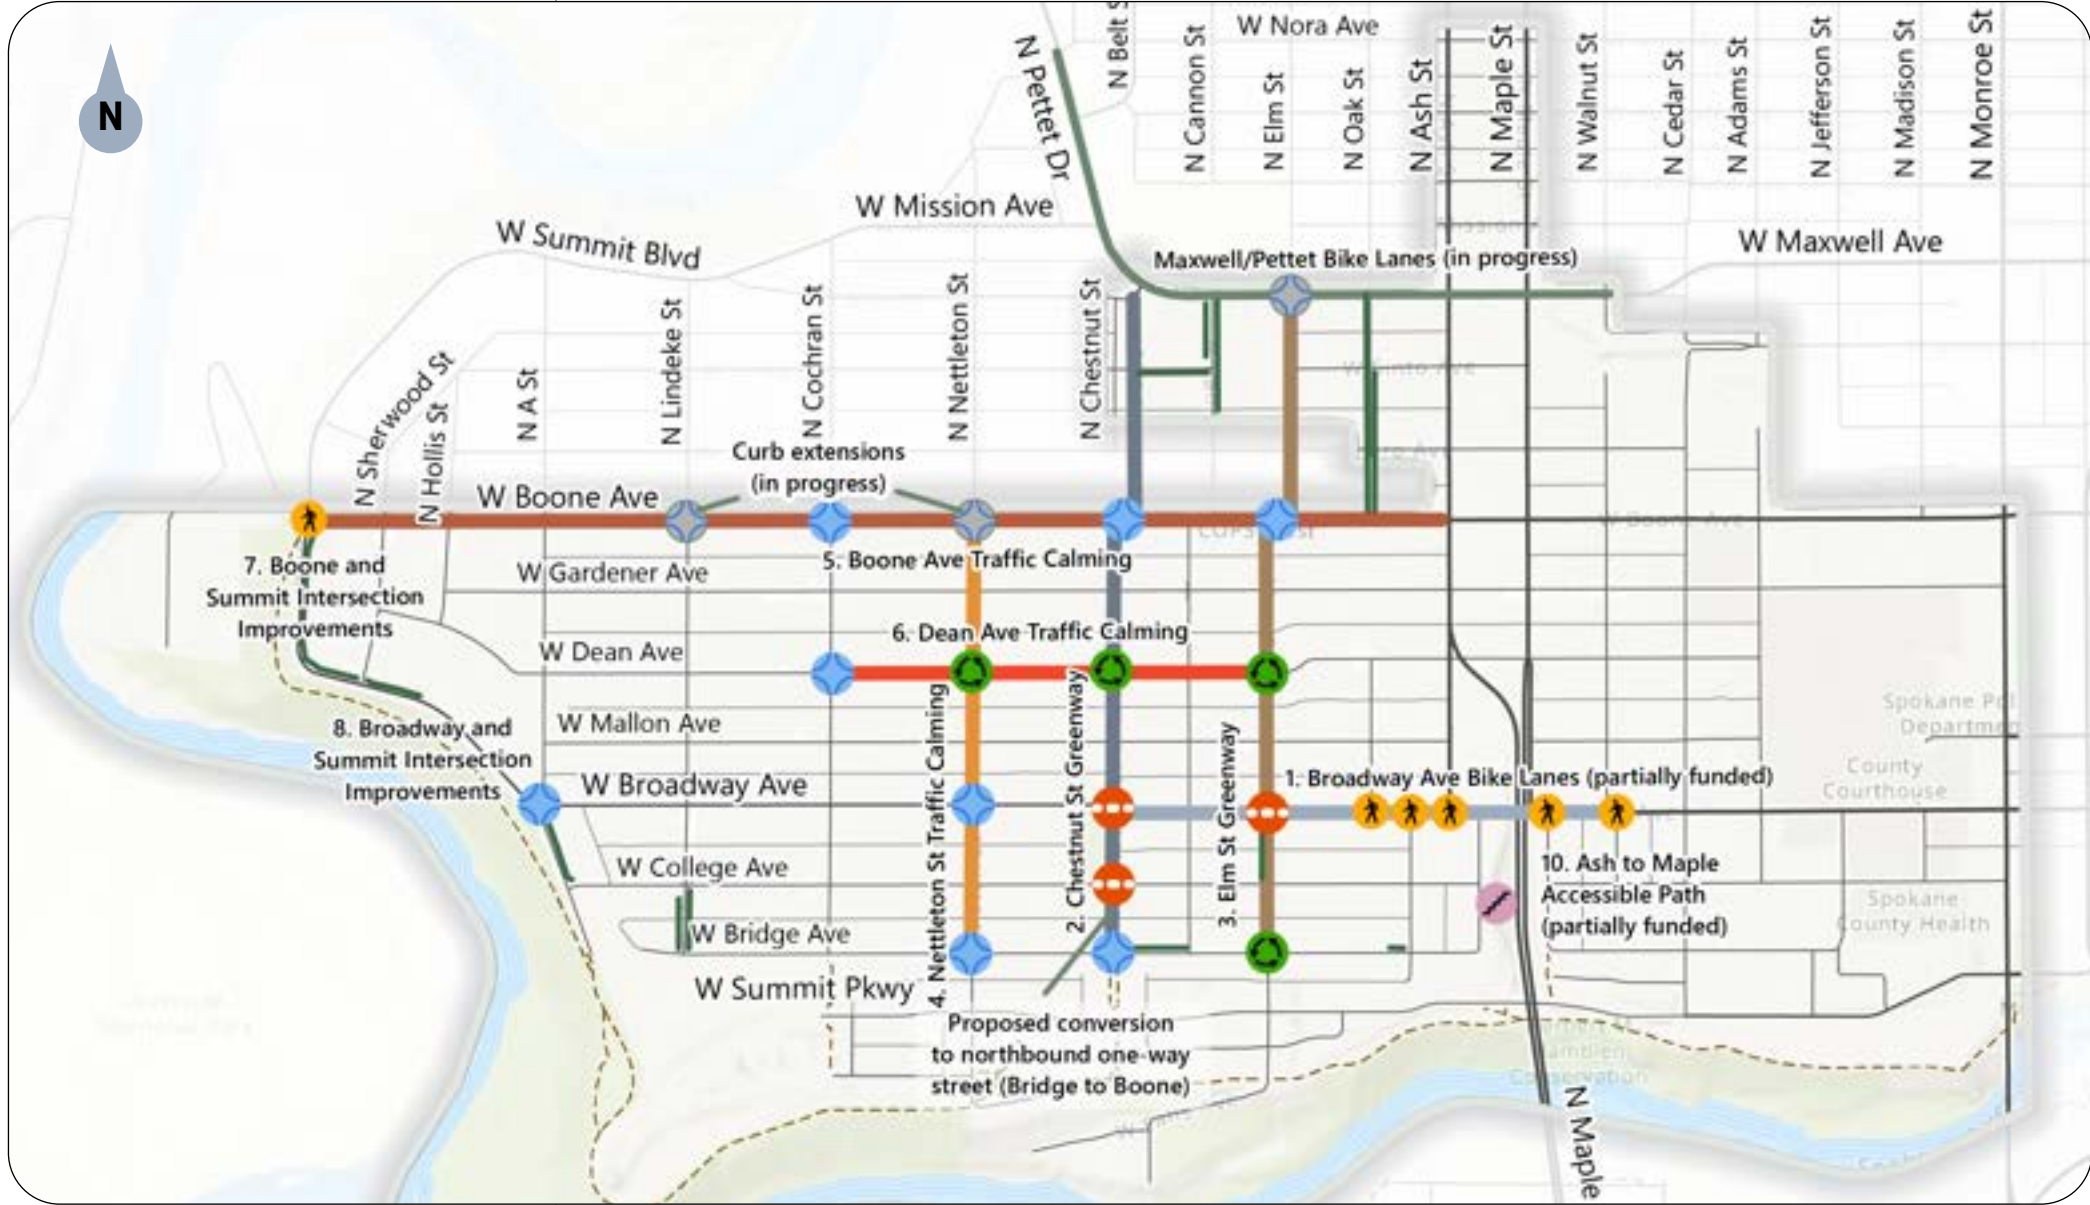 N
N Pettet Dr
N Belt S
W Nora Ave
N Cannon St
N Elm St
N Oak St
N Ash St
N Maple St
N Walnut St
N Cedar St
N Adams St
N Jefferson St
N Madison St
N Monroe St
W Mission Ave
W Summit Blvd
W Maxwell Ave
Maxwell/Pettet Bike Lanes (in progress)
N Sherwood St
N Hollis St
N A St
N Lindeke St
N Cochran St
N Nettleton St
N Chestnut St
Curb extensions
(in progress)
W Boone Ave
W Boone Ave
5. Boone Ave Traffic Calming
7. Boone and
Summit Intersection
Improvements
W Gardener Ave
6. Dean Ave Traffic Calming
W Dean Ave
W Mallon Ave
8. Broadway and
Summit Intersection
Improvements
W Broadway Ave
1. Broadway Ave Bike Lanes (partially funded)
4. Nettleton St Traffic Calming
2. Chestnut St Greenway
3. Elm St Greenway
Spokane Pol
Departmen
County
Courthouse
W College Ave
10. Ash to Maple
Accessible Path
(partially funded)
Spokane
County Health
W Bridge Ave
W Summit Pkwy
Proposed conversion
to northbound one-way
street (Bridge to Boone)
Conservation
N Maple